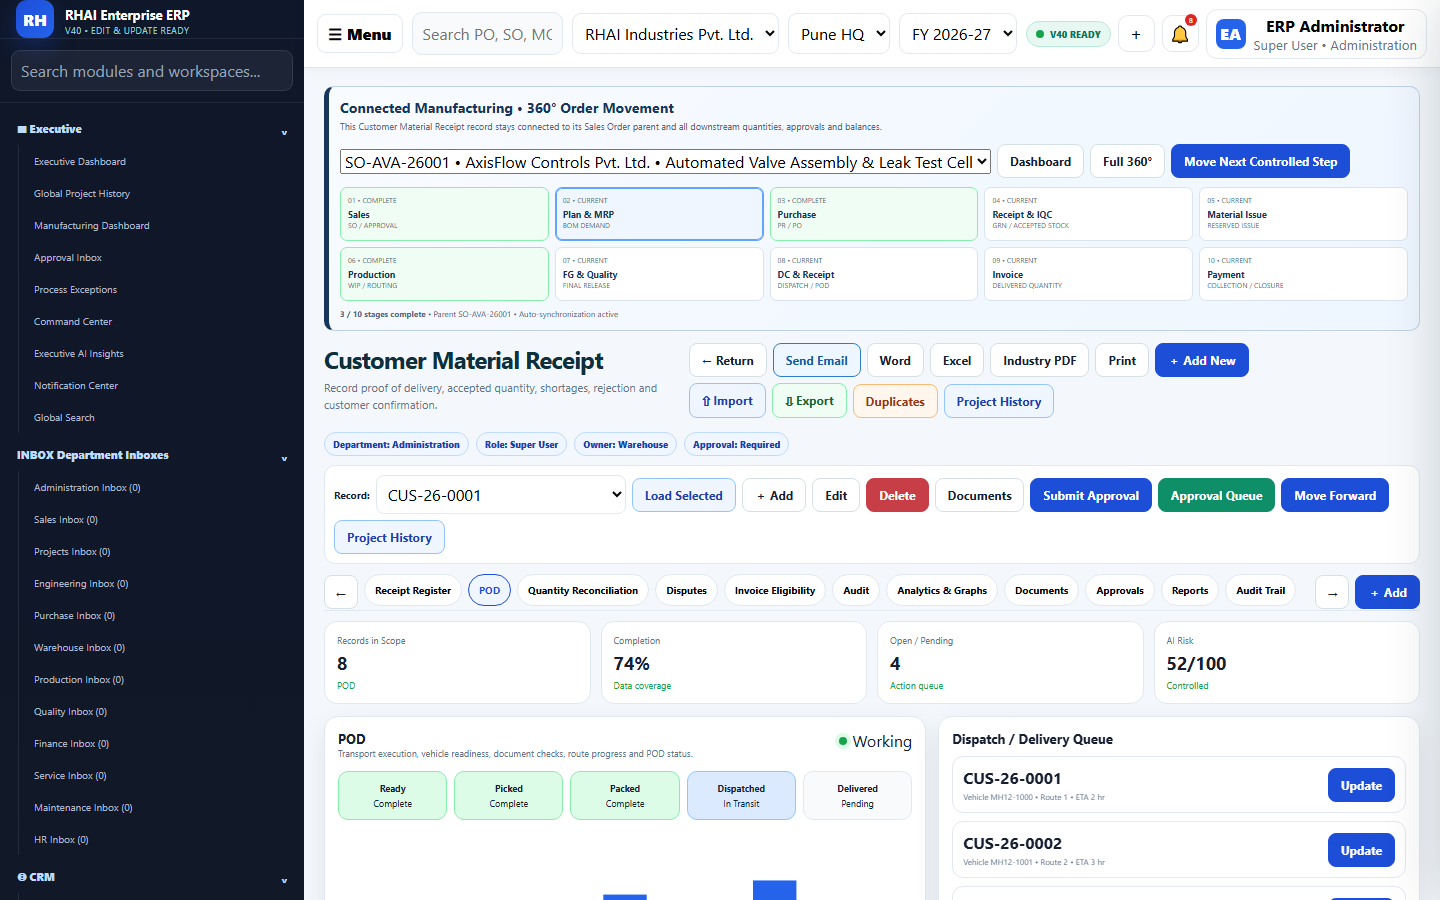 RH
RHAI Enterprise ERP
V40 • EDIT & UPDATE READY
Search modules and workspaces...
Executive
Executive Dashboard
Global Project History
Manufacturing Dashboard
Approval Inbox
Process Exceptions
Command Center
Executive AI Insights
Notification Center
Global Search
INBOX Department Inboxes
Administration Inbox (0)
Sales Inbox (0)
Projects Inbox (0)
Engineering Inbox (0)
Purchase Inbox (0)
Warehouse Inbox (0)
Production Inbox (0)
Quality Inbox (0)
Finance Inbox (0)
Service Inbox (0)
Maintenance Inbox (0)
HR Inbox (0)
CRM
☰ Menu
Search PO, SO, MC
RHAI Industries Pvt. Ltd.
Pune HQ
FY 2026-27
V40 READY
+
8
EA
ERP Administrator
Super User • Administration
Connected Manufacturing • 360° Order Movement
This Customer Material Receipt record stays connected to its Sales Order parent and all downstream quantities, approvals and balances.
SO-AVA-26001 • AxisFlow Controls Pvt. Ltd. • Automated Valve Assembly & Leak Test Cell
Dashboard
Full 360°
Move Next Controlled Step
01 • COMPLETE
Sales
SO / APPROVAL
02 • CURRENT
Plan & MRP
BOM DEMAND
03 • COMPLETE
Purchase
PR / PO
04 • CURRENT
Receipt & IQC
GRN / ACCEPTED STOCK
05 • CURRENT
Material Issue
RESERVED ISSUE
06 • COMPLETE
Production
WIP / ROUTING
07 • CURRENT
FG & Quality
FINAL RELEASE
08 • CURRENT
DC & Receipt
DISPATCH / POD
09 • CURRENT
Invoice
DELIVERED QUANTITY
10 • CURRENT
Payment
COLLECTION / CLOSURE
3 / 10 stages complete • Parent SO-AVA-26001 • Auto-synchronization active
Customer Material Receipt
Record proof of delivery, accepted quantity, shortages, rejection and
customer confirmation.
← Return
Send Email
Word
Excel
Industry PDF
Print
+ Add New
⇧ Import
⇩ Export
Duplicates
Project History
Department: Administration
Role: Super User
Owner: Warehouse
Approval: Required
Record:
CUS-26-0001
Load Selected
+ Add
Edit
Delete
Documents
Submit Approval
Approval Queue
Move Forward
Project History
←
Receipt Register
POD
Quantity Reconciliation
Disputes
Invoice Eligibility
Audit
Analytics & Graphs
Documents
Approvals
Reports
Audit Trail
→
+ Add
Records in Scope
8
POD
Completion
74%
Data coverage
Open / Pending
4
Action queue
AI Risk
52/100
Controlled
POD
Transport execution, vehicle readiness, document checks, route progress and POD status.
Working
Ready
Complete
Picked
Complete
Packed
Complete
Dispatched
In Transit
Delivered
Pending
Dispatch / Delivery Queue
CUS-26-0001
Vehicle MH12-1000 • Route 1 • ETA 2 hr
Update
CUS-26-0002
Vehicle MH12-1001 • Route 2 • ETA 3 hr
Update